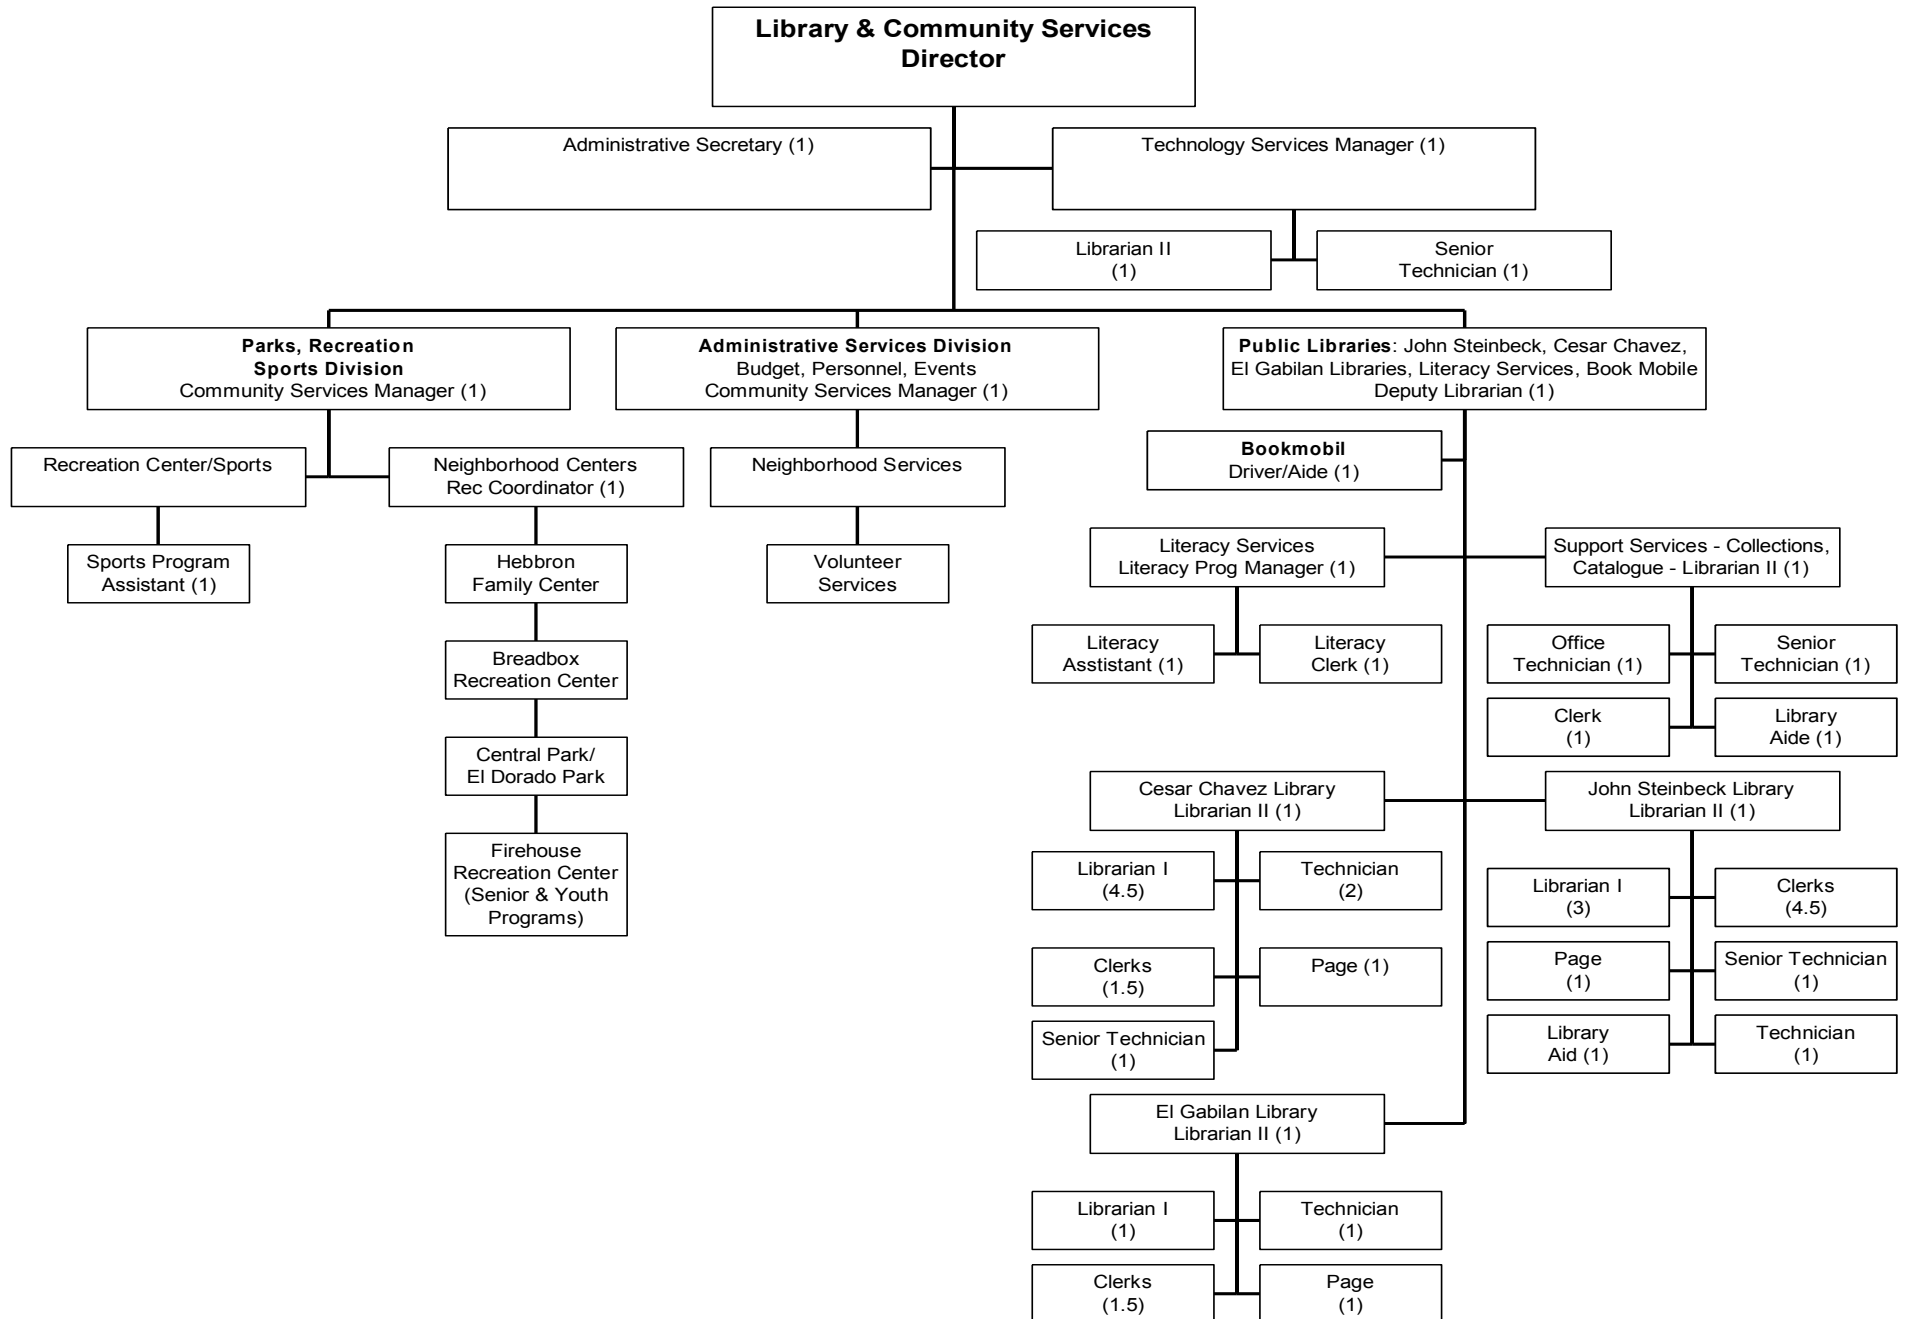 Library & Community Services
Director
Administrative Secretary (1)
Technology Services Manager (1)
Librarian II
(1)
Senior
Technician (1)
Parks, Recreation
Sports Division
Community Services Manager (1)
Administrative Services Division
Budget, Personnel, Events
Community Services Manager (1)
Public Libraries: John Steinbeck, Cesar Chavez,
El Gabilan Libraries, Literacy Services, Book Mobile
Deputy Librarian (1)
Recreation Center/Sports
Neighborhood Centers
Rec Coordinator (1)
Neighborhood Services
Bookmobil
Driver/Aide (1)
Sports Program
Assistant (1)
Hebbron
Family Center
Volunteer
Services
Breadbox
Recreation Center
Central Park/
El Dorado Park
Firehouse
Recreation Center
(Senior & Youth
Programs)
Literacy Services
Literacy Prog Manager (1)
Support Services - Collections,
Catalogue - Librarian II (1)
Literacy
Asstistant (1)
Literacy
Clerk (1)
Office
Technician (1)
Senior
Technician (1)
Clerk
(1)
Library
Aide (1)
Cesar Chavez Library
Librarian II (1)
John Steinbeck Library
Librarian II (1)
Librarian I
(4.5)
Technician
(2)
Clerks
(1.5)
Page (1)
Senior Technician
(1)
Librarian I
(3)
Clerks
(4.5)
Page
(1)
Senior Technician
(1)
Library
Aid (1)
Technician
(1)
El Gabilan Library
Librarian II (1)
Librarian I
(1)
Technician
(1)
Clerks
(1.5)
Page
(1)